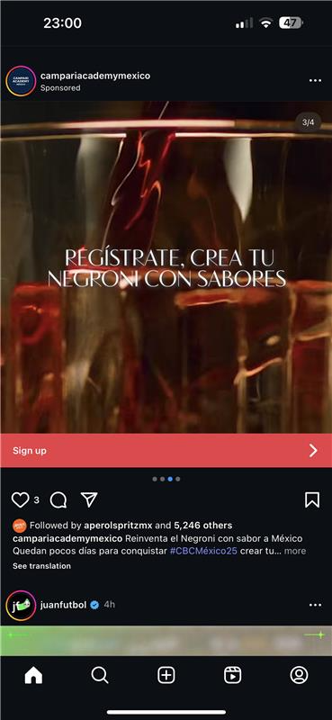 23:00
47
campariacademymexico
Sponsored
3/4
REGÍSTRATE, CREA TU
NEGRONI CON SABORES
Sign up
3
Followed by aperolspritzmx and 5,246 others
campariacademymexico Reinventa el Negroni con sabor a México
Quedan pocos días para conquistar #CBCMéxico25 crear tu... more
See translation
juanfutbol 4h